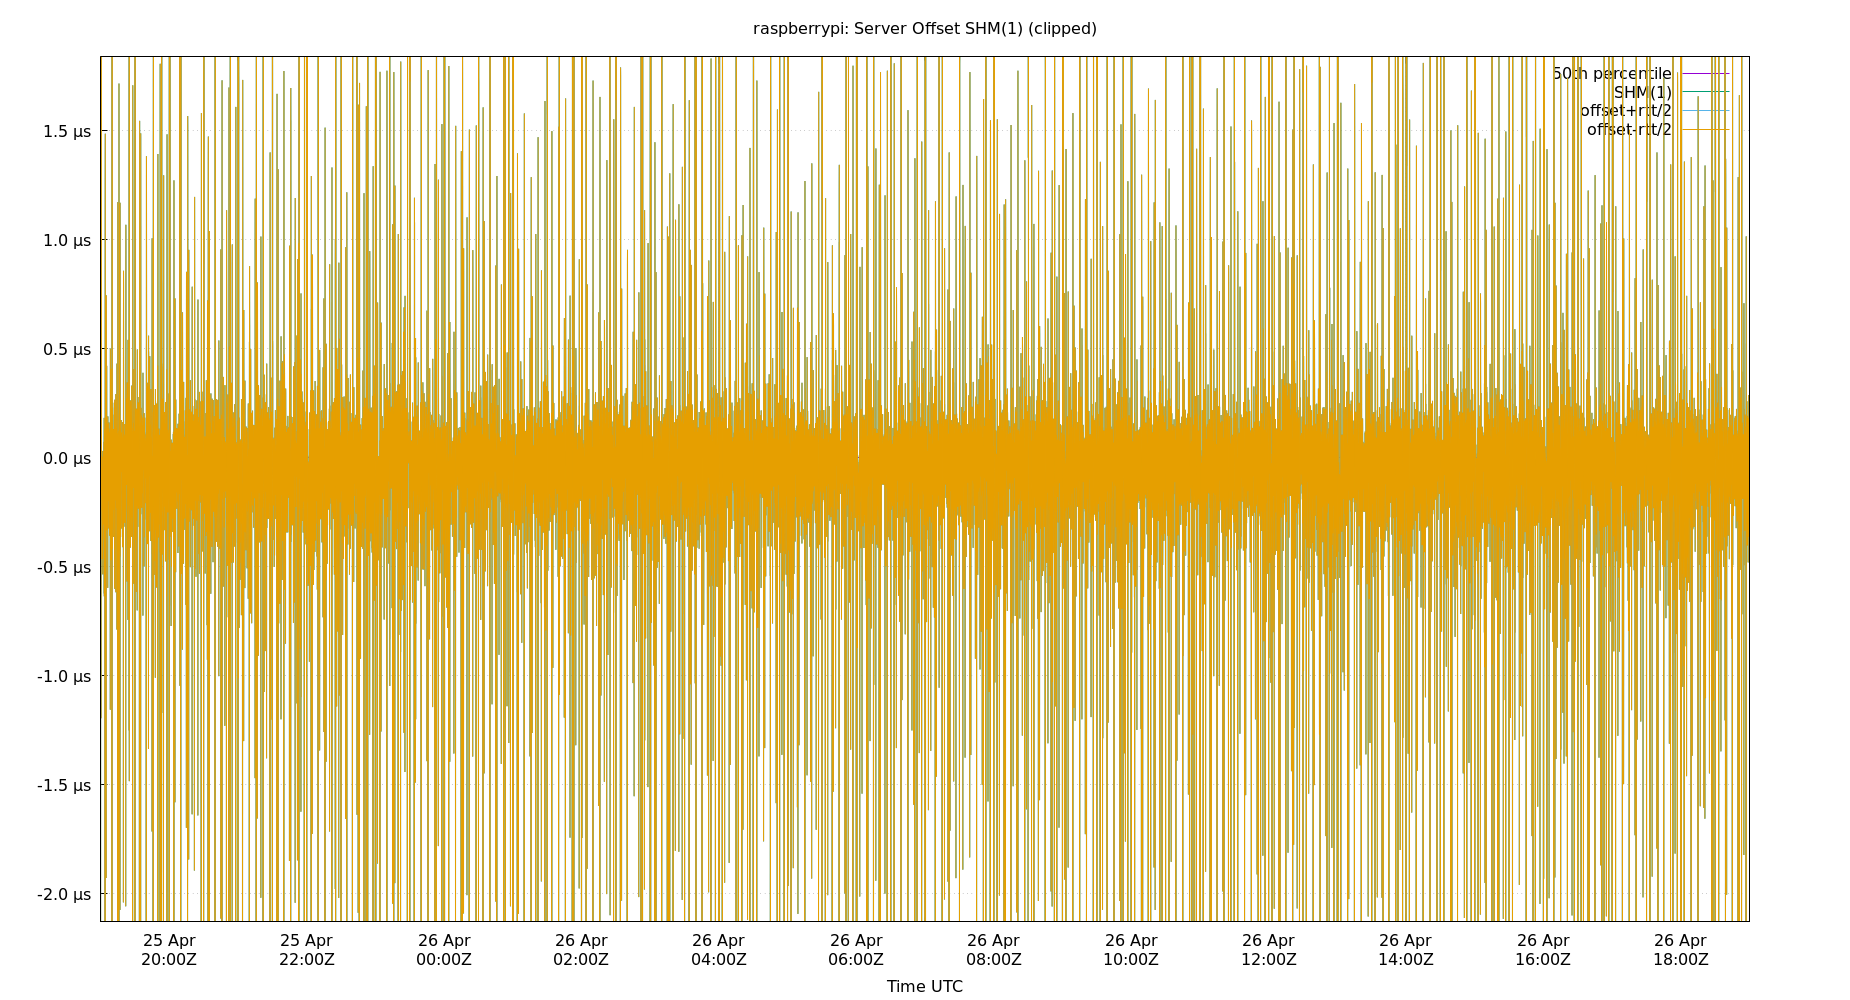 raspberrypi: Server Offset SHM(1) (clipped)
50th percentile
SHM(1)
offset+rtt/2
offset-rtt/2
1.5 µs
1.0 µs
0.5 µs
0.0 µs
-0.5 µs
-1.0 µs
-1.5 µs
-2.0 µs
25 Apr 25 Apr 26 Apr 26 Apr 26 Apr 26 Apr 26 Apr 26 Apr 26 Apr 26 Apr 26 Apr 26 Apr
20:00Z 22:00Z 00:00Z 02:00Z 04:00Z 06:00Z 08:00Z 10:00Z 12:00Z 14:00Z 16:00Z 18:00Z
Time UTC